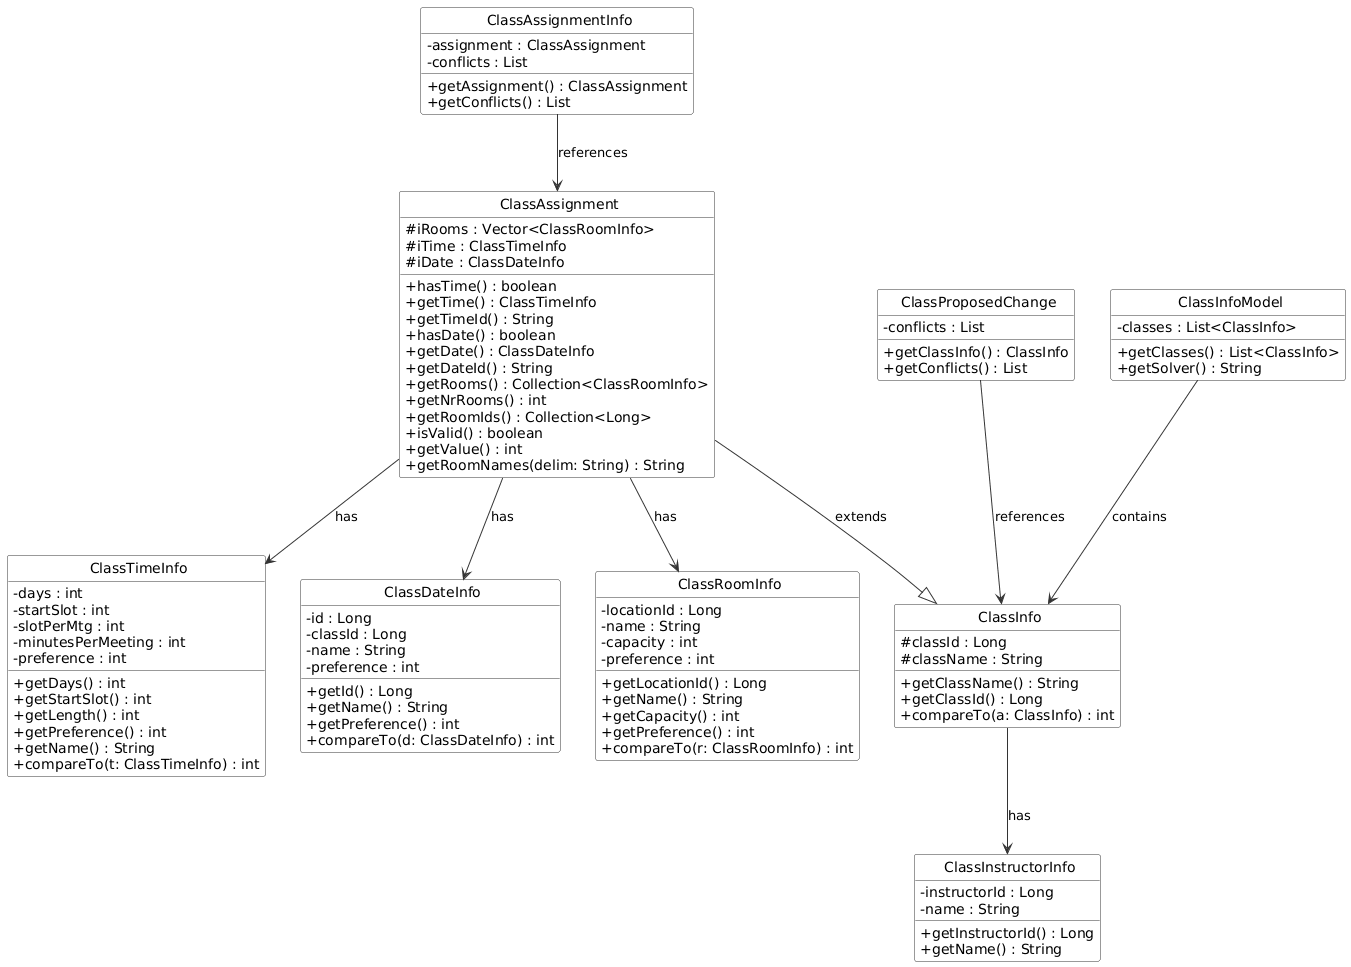 ClassAssignmentInfo
-assignment : ClassAssignment
-conflicts : List
+getAssignment() : ClassAssignment
+getConflicts() : List
references
ClassAssignment
#iRooms : Vector<ClassRoomInfo>
#iTime : ClassTimeInfo
#iDate : ClassDateInfo
+hasTime() : boolean
+getTime() : ClassTimeInfo
+getTimeId() : String
+hasDate() : boolean
+getDate() : ClassDateInfo
+getDateId() : String
+getRooms() : Collection<ClassRoomInfo>
+getNrRooms() : int
+getRoomIds() : Collection<Long>
+isValid() : boolean
+getValue() : int
+getRoomNames(delim: String) : String
ClassProposedChange
-conflicts : List
+getClassInfo() : ClassInfo
+getConflicts() : List
ClassInfoModel
-classes : List<ClassInfo>
+getClasses() : List<ClassInfo>
+getSolver() : String
has
has
has
extends
references
contains
ClassTimeInfo
-days : int
-startSlot : int
-slotPerMtg : int
-minutesPerMeeting : int
-preference : int
+getDays() : int
+getStartSlot() : int
+getLength() : int
+getPreference() : int
+getName() : String
+compareTo(t: ClassTimeInfo) : int
ClassDateInfo
-id : Long
-classId : Long
-name : String
-preference : int
+getId() : Long
+getName() : String
+getPreference() : int
+compareTo(d: ClassDateInfo) : int
ClassRoomInfo
-locationId : Long
-name : String
-capacity : int
-preference : int
+getLocationId() : Long
+getName() : String
+getCapacity() : int
+getPreference() : int
+compareTo(r: ClassRoomInfo) : int
ClassInfo
#classId : Long
#className : String
+getClassName() : String
+getClassId() : Long
+compareTo(a: ClassInfo) : int
has
ClassInstructorInfo
-instructorId : Long
-name : String
+getInstructorId() : Long
+getName() : String